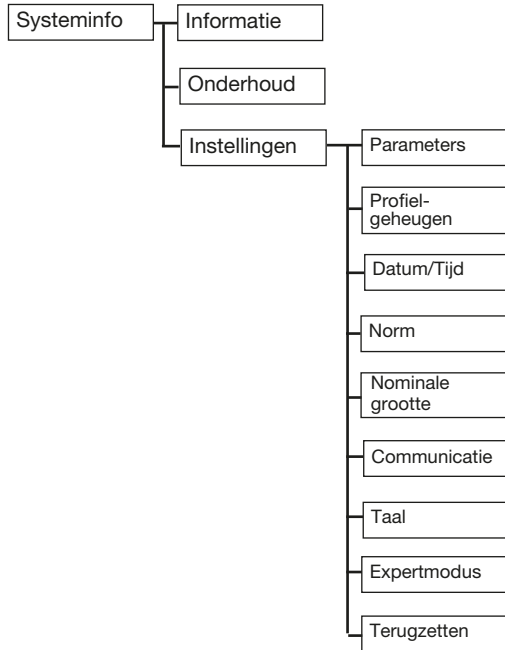 Systeminfo
Informatie
Onderhoud
Instellingen
Parameters
Profiel-
geheugen
Datum/Tijd
Norm
Nominale
grootte
Communicatie
Taal
Expertmodus
Terugzetten